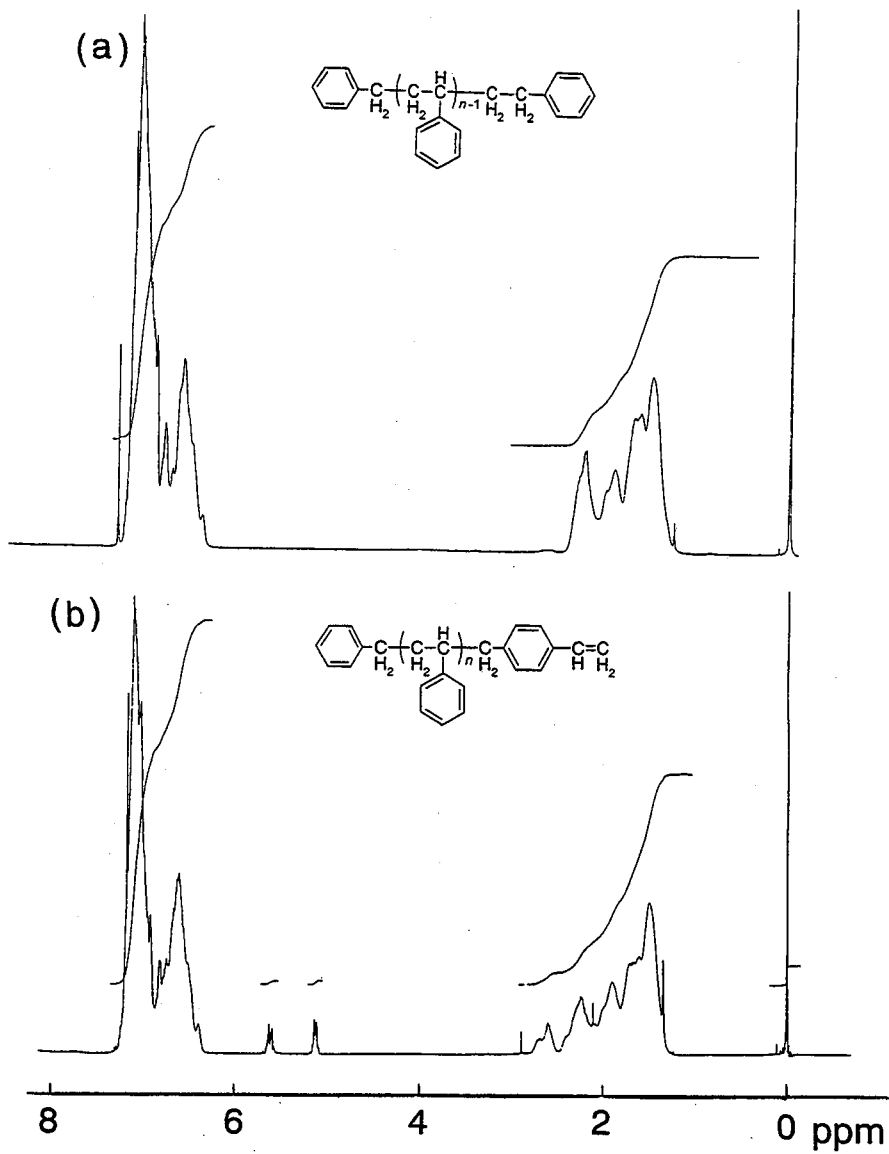 (a)
H
C C C C C C
H₂ H₂ n-1 H₂ H₂
(b)
H
C C C C C C
H₂ H₂ n H₂ H H₂
8 6 4 2 0 ppm